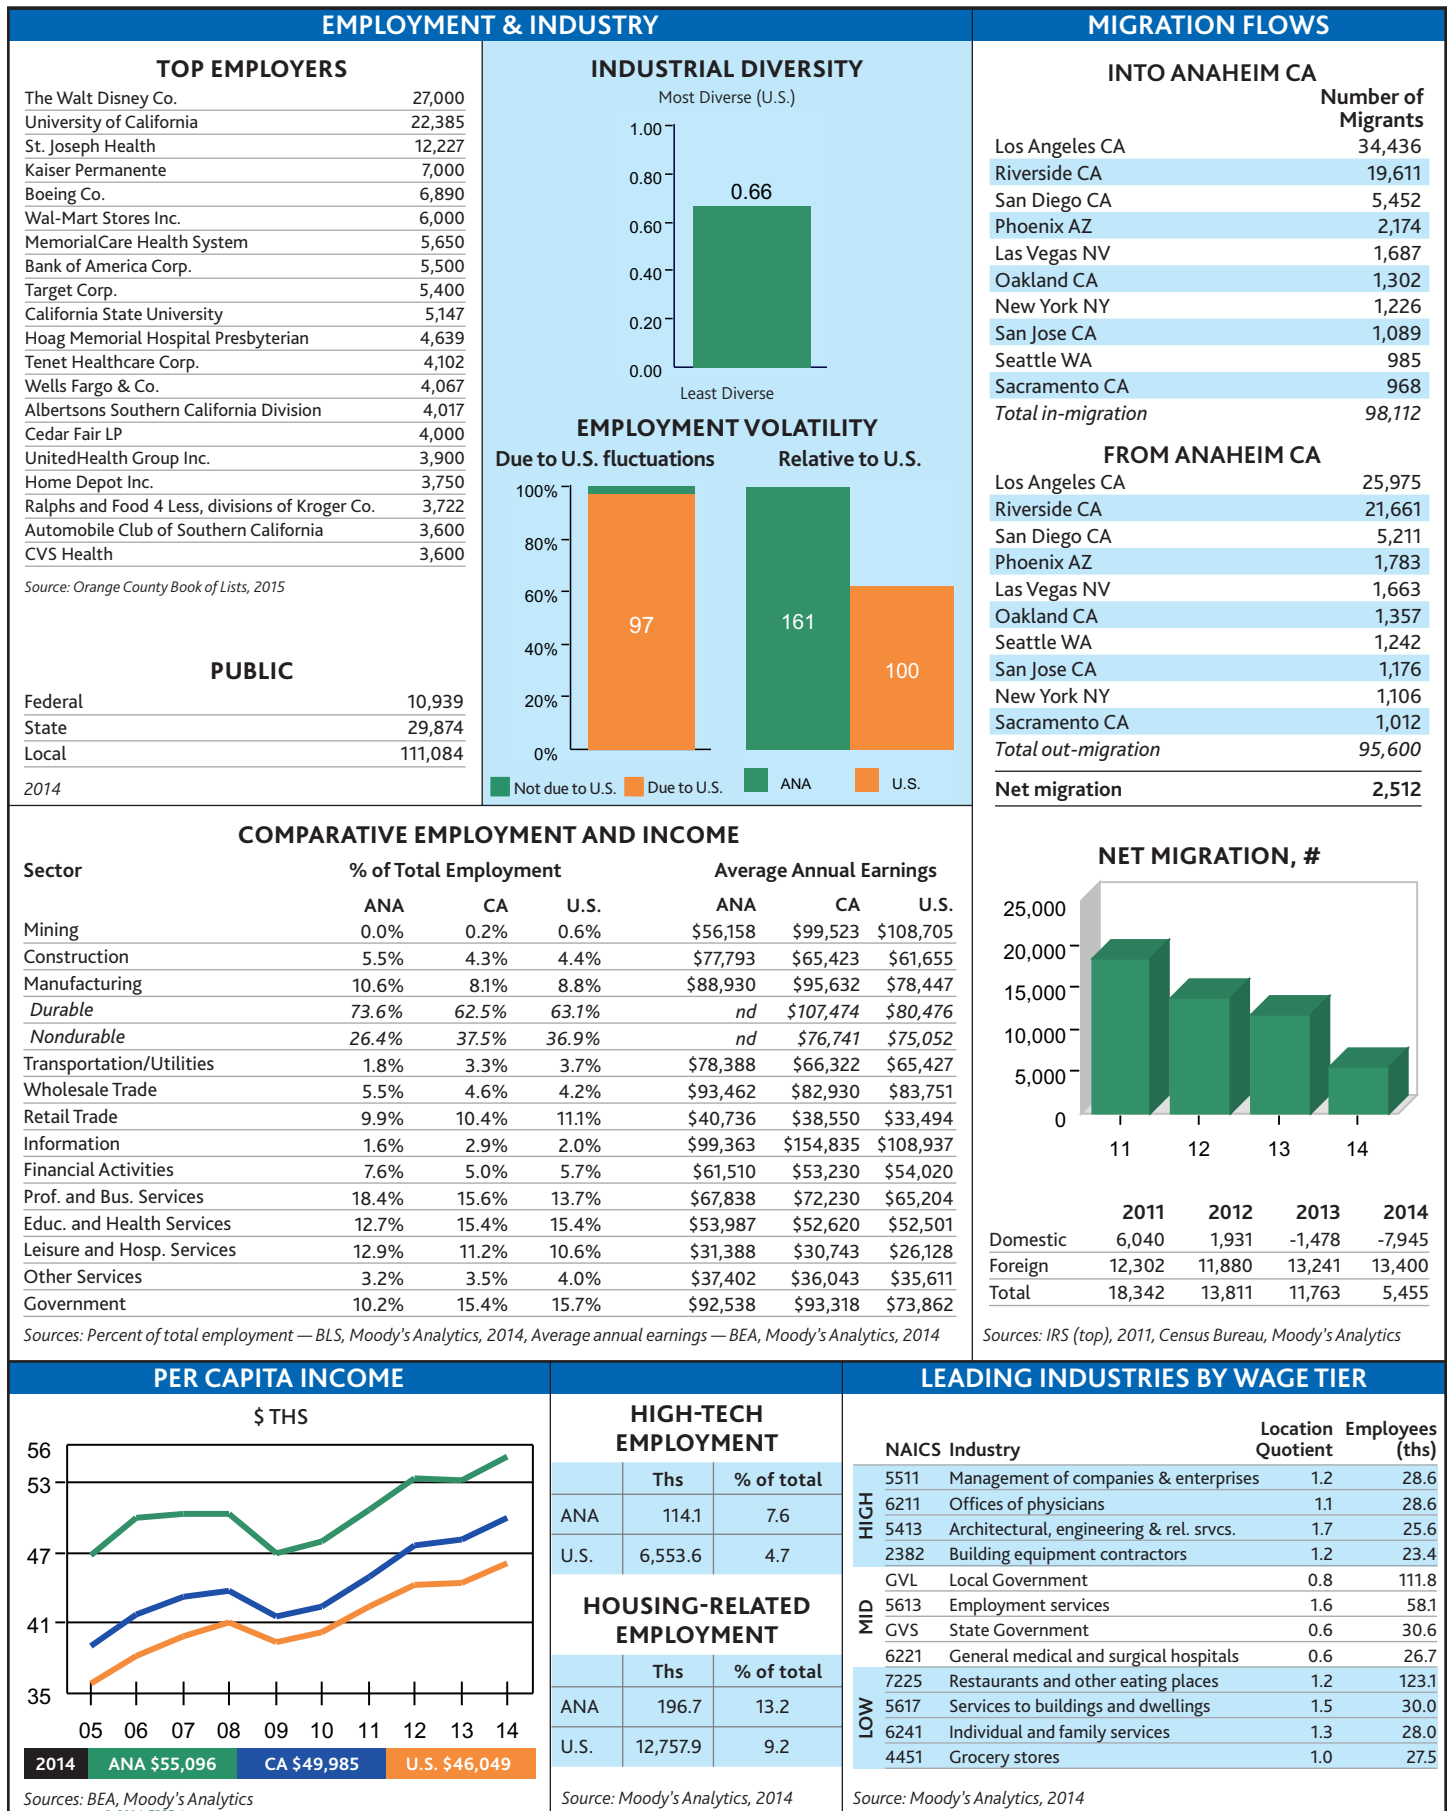 EMPLOYMENT & INDUSTRY
MIGRATION FLOWS
TOP EMPLOYERS
The Walt Disney Co. 27,000
University of California 22,385
St. Joseph Health 12,227
Kaiser Permanente 7,000
Boeing Co. 6,890
Wal-Mart Stores Inc. 6,000
MemorialCare Health System 5,650
Bank of America Corp. 5,500
Target Corp. 5,400
California State University 5,147
Hoag Memorial Hospital Presbyterian 4,639
Tenet Healthcare Corp. 4,102
Wells Fargo & Co. 4,067
Albertsons Southern California Division 4,017
Cedar Fair LP 4,000
UnitedHealth Group Inc. 3,900
Home Depot Inc. 3,750
Ralphs and Food 4 Less, divisions of Kroger Co. 3,722
Automobile Club of Southern California 3,600
CVS Health 3,600
Source: Orange County Book of Lists, 2015
PUBLIC
Federal 10,939
State 29,874
Local 111,084
2014
INDUSTRIAL DIVERSITY
Most Diverse (U.S.)
1.00
0.80
0.66
0.60
0.40
0.20
0.00
Least Diverse
EMPLOYMENT VOLATILITY
Due to U.S. fluctuations Relative to U.S.
100%
80%
60%
97 161
40%
100
20%
0%
Not due to U.S. Due to U.S. ANA U.S.
INTO ANAHEIM CA
Number of
Migrants
Los Angeles CA 34,436
Riverside CA 19,611
San Diego CA 5,452
Phoenix AZ 2,174
Las Vegas NV 1,687
Oakland CA 1,302
New York NY 1,226
San Jose CA 1,089
Seattle WA 985
Sacramento CA 968
Total in-migration 98,112
FROM ANAHEIM CA
Los Angeles CA 25,975
Riverside CA 21,661
San Diego CA 5,211
Phoenix AZ 1,783
Las Vegas NV 1,663
Oakland CA 1,357
Seattle WA 1,242
San Jose CA 1,176
New York NY 1,106
Sacramento CA 1,012
Total out-migration 95,600
Net migration 2,512
COMPARATIVE EMPLOYMENT AND INCOME
Sector % of Total Employment Average Annual Earnings
ANA CA U.S. ANA CA U.S.
Mining 0.0% 0.2% 0.6% $56,158 $99,523 $108,705
Construction 5.5% 4.3% 4.4% $77,793 $65,423 $61,655
Manufacturing 10.6% 8.1% 8.8% $88,930 $95,632 $78,447
Durable 73.6% 62.5% 63.1% nd $107,474 $80,476
Nondurable 26.4% 37.5% 36.9% nd $76,741 $75,052
Transportation/Utilities 1.8% 3.3% 3.7% $78,388 $66,322 $65,427
Wholesale Trade 5.5% 4.6% 4.2% $93,462 $82,930 $83,751
Retail Trade 9.9% 10.4% 11.1% $40,736 $38,550 $33,494
Information 1.6% 2.9% 2.0% $99,363 $154,835 $108,937
Financial Activities 7.6% 5.0% 5.7% $61,510 $53,230 $54,020
Prof. and Bus. Services 18.4% 15.6% 13.7% $67,838 $72,230 $65,204
Educ. and Health Services 12.7% 15.4% 15.4% $53,987 $52,620 $52,501
Leisure and Hosp. Services 12.9% 11.2% 10.6% $31,388 $30,743 $26,128
Other Services 3.2% 3.5% 4.0% $37,402 $36,043 $35,611
Government 10.2% 15.4% 15.7% $92,538 $93,318 $73,862
Sources: Percent of total employment — BLS, Moody's Analytics, 2014, Average annual earnings — BEA, Moody's Analytics, 2014
NET MIGRATION, #
25,000
20,000
15,000
10,000
5,000
0
11 12 13 14
2011 2012 2013 2014
Domestic 6,040 1,931 -1,478 -7,945
Foreign 12,302 11,880 13,241 13,400
Total 18,342 13,811 11,763 5,455
Sources: IRS (top), 2011, Census Bureau, Moody's Analytics
PER CAPITA INCOME
$ THS
56
53
47
41
35
05 06 07 08 09 10 11 12 13 14
2014 ANA $55,096 CA $49,985 U.S. $46,049
Sources: BEA, Moody's Analytics
HIGH-TECH
EMPLOYMENT
Ths % of total
ANA 114.1 7.6
U.S. 6,553.6 4.7
HOUSING-RELATED
EMPLOYMENT
Ths % of total
ANA 196.7 13.2
U.S. 12,757.9 9.2
Source: Moody's Analytics, 2014
LEADING INDUSTRIES BY WAGE TIER
Location Employees
NAICS Industry Quotient (ths)
HIGH
5511 Management of companies & enterprises 1.2 28.6
6211 Offices of physicians 1.1 28.6
5413 Architectural, engineering & rel. srvcs. 1.7 25.6
2382 Building equipment contractors 1.2 23.4
MID
GVL Local Government 0.8 111.8
5613 Employment services 1.6 58.1
GVS State Government 0.6 30.6
6221 General medical and surgical hospitals 0.6 26.7
LOW
7225 Restaurants and other eating places 1.2 123.1
5617 Services to buildings and dwellings 1.5 30.0
6241 Individual and family services 1.3 28.0
4451 Grocery stores 1.0 27.5
Source: Moody's Analytics, 2014